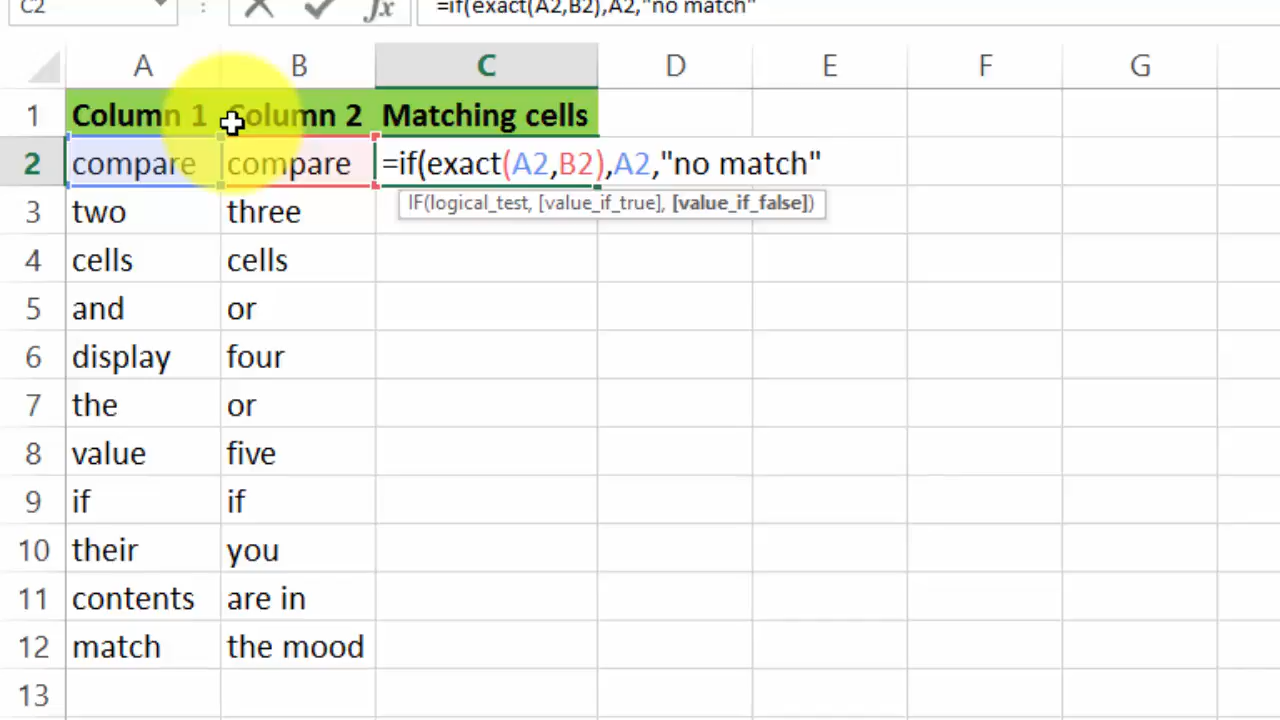 C2 fx =if(exact(A2,B2),A2,"no match"
A B C D E F G
1 Column 1 Column 2 Matching cells
2 compare compare =if(exact(A2,B2),A2,"no match"
IF(logical_test, [value_if_true], [value_if_false])
3 two three
4 cells cells
5 and or
6 display four
7 the or
8 value five
9 if if
10 their you
11 contents are in
12 match the mood
13